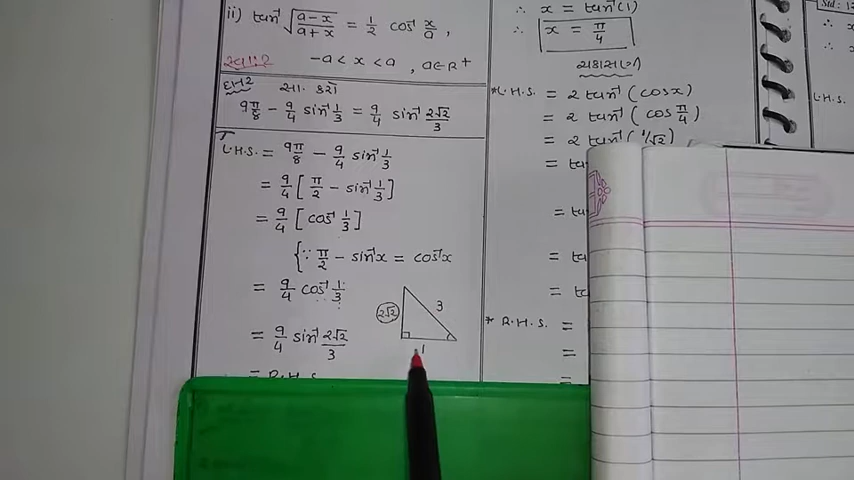 ii) tan⁻¹ √((a-x)/(a+x)) = 1/2 cos⁻¹ x/a ,
-a < x < a , a∈R⁺
9π/8 - 9/4 sin⁻¹ 1/3 = 9/4 sin⁻¹ 2√2/3
L.H.S. = 9π/8 - 9/4 sin⁻¹ 1/3
= 9/4 [ π/2 - sin⁻¹ 1/3 ]
= 9/4 [ cos⁻¹ 1/3 ]
{∵ π/2 - sin⁻¹x = cos⁻¹x
= 9/4 cos⁻¹ 1/3
= 9/4 sin⁻¹ 2√2/3
= R.H.S.
2√2
3
1
∴ x = tan⁻¹(1)
∴ x = π/4
*L.H.S. = 2 tan⁻¹ (cosx)
= 2 tan⁻¹ ( cos π/4 )
= 2 tan⁻¹ ( 1/√2 )
* R.H.S. =
L.H.S.